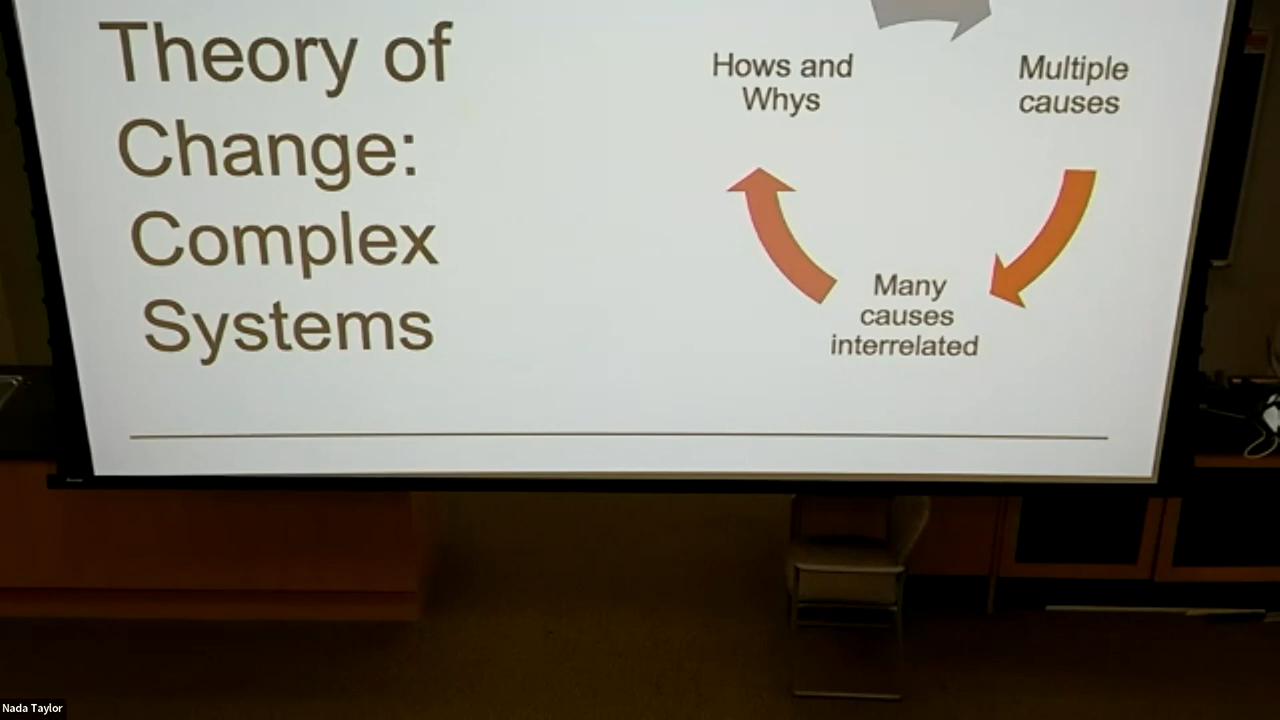 Theory of
Change:
Complex
Systems
Hows and
Whys
Multiple
causes
Many
causes
interrelated
Nada Taylor